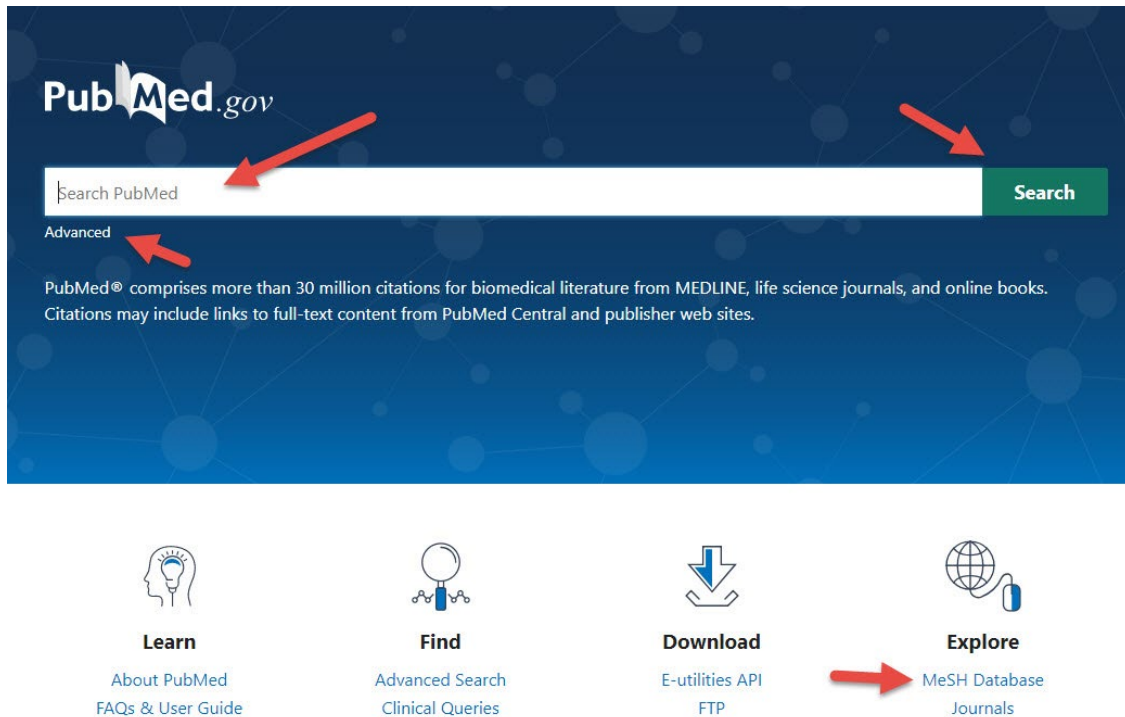 PubMed.gov
Search PubMed
Search
Advanced
PubMed® comprises more than 30 million citations for biomedical literature from MEDLINE, life science journals, and online books.
Citations may include links to full-text content from PubMed Central and publisher web sites.
Learn
Find
Download
Explore
About PubMed
Advanced Search
E-utilities API
MeSH Database
FAQs & User Guide
Clinical Queries
FTP
Journals